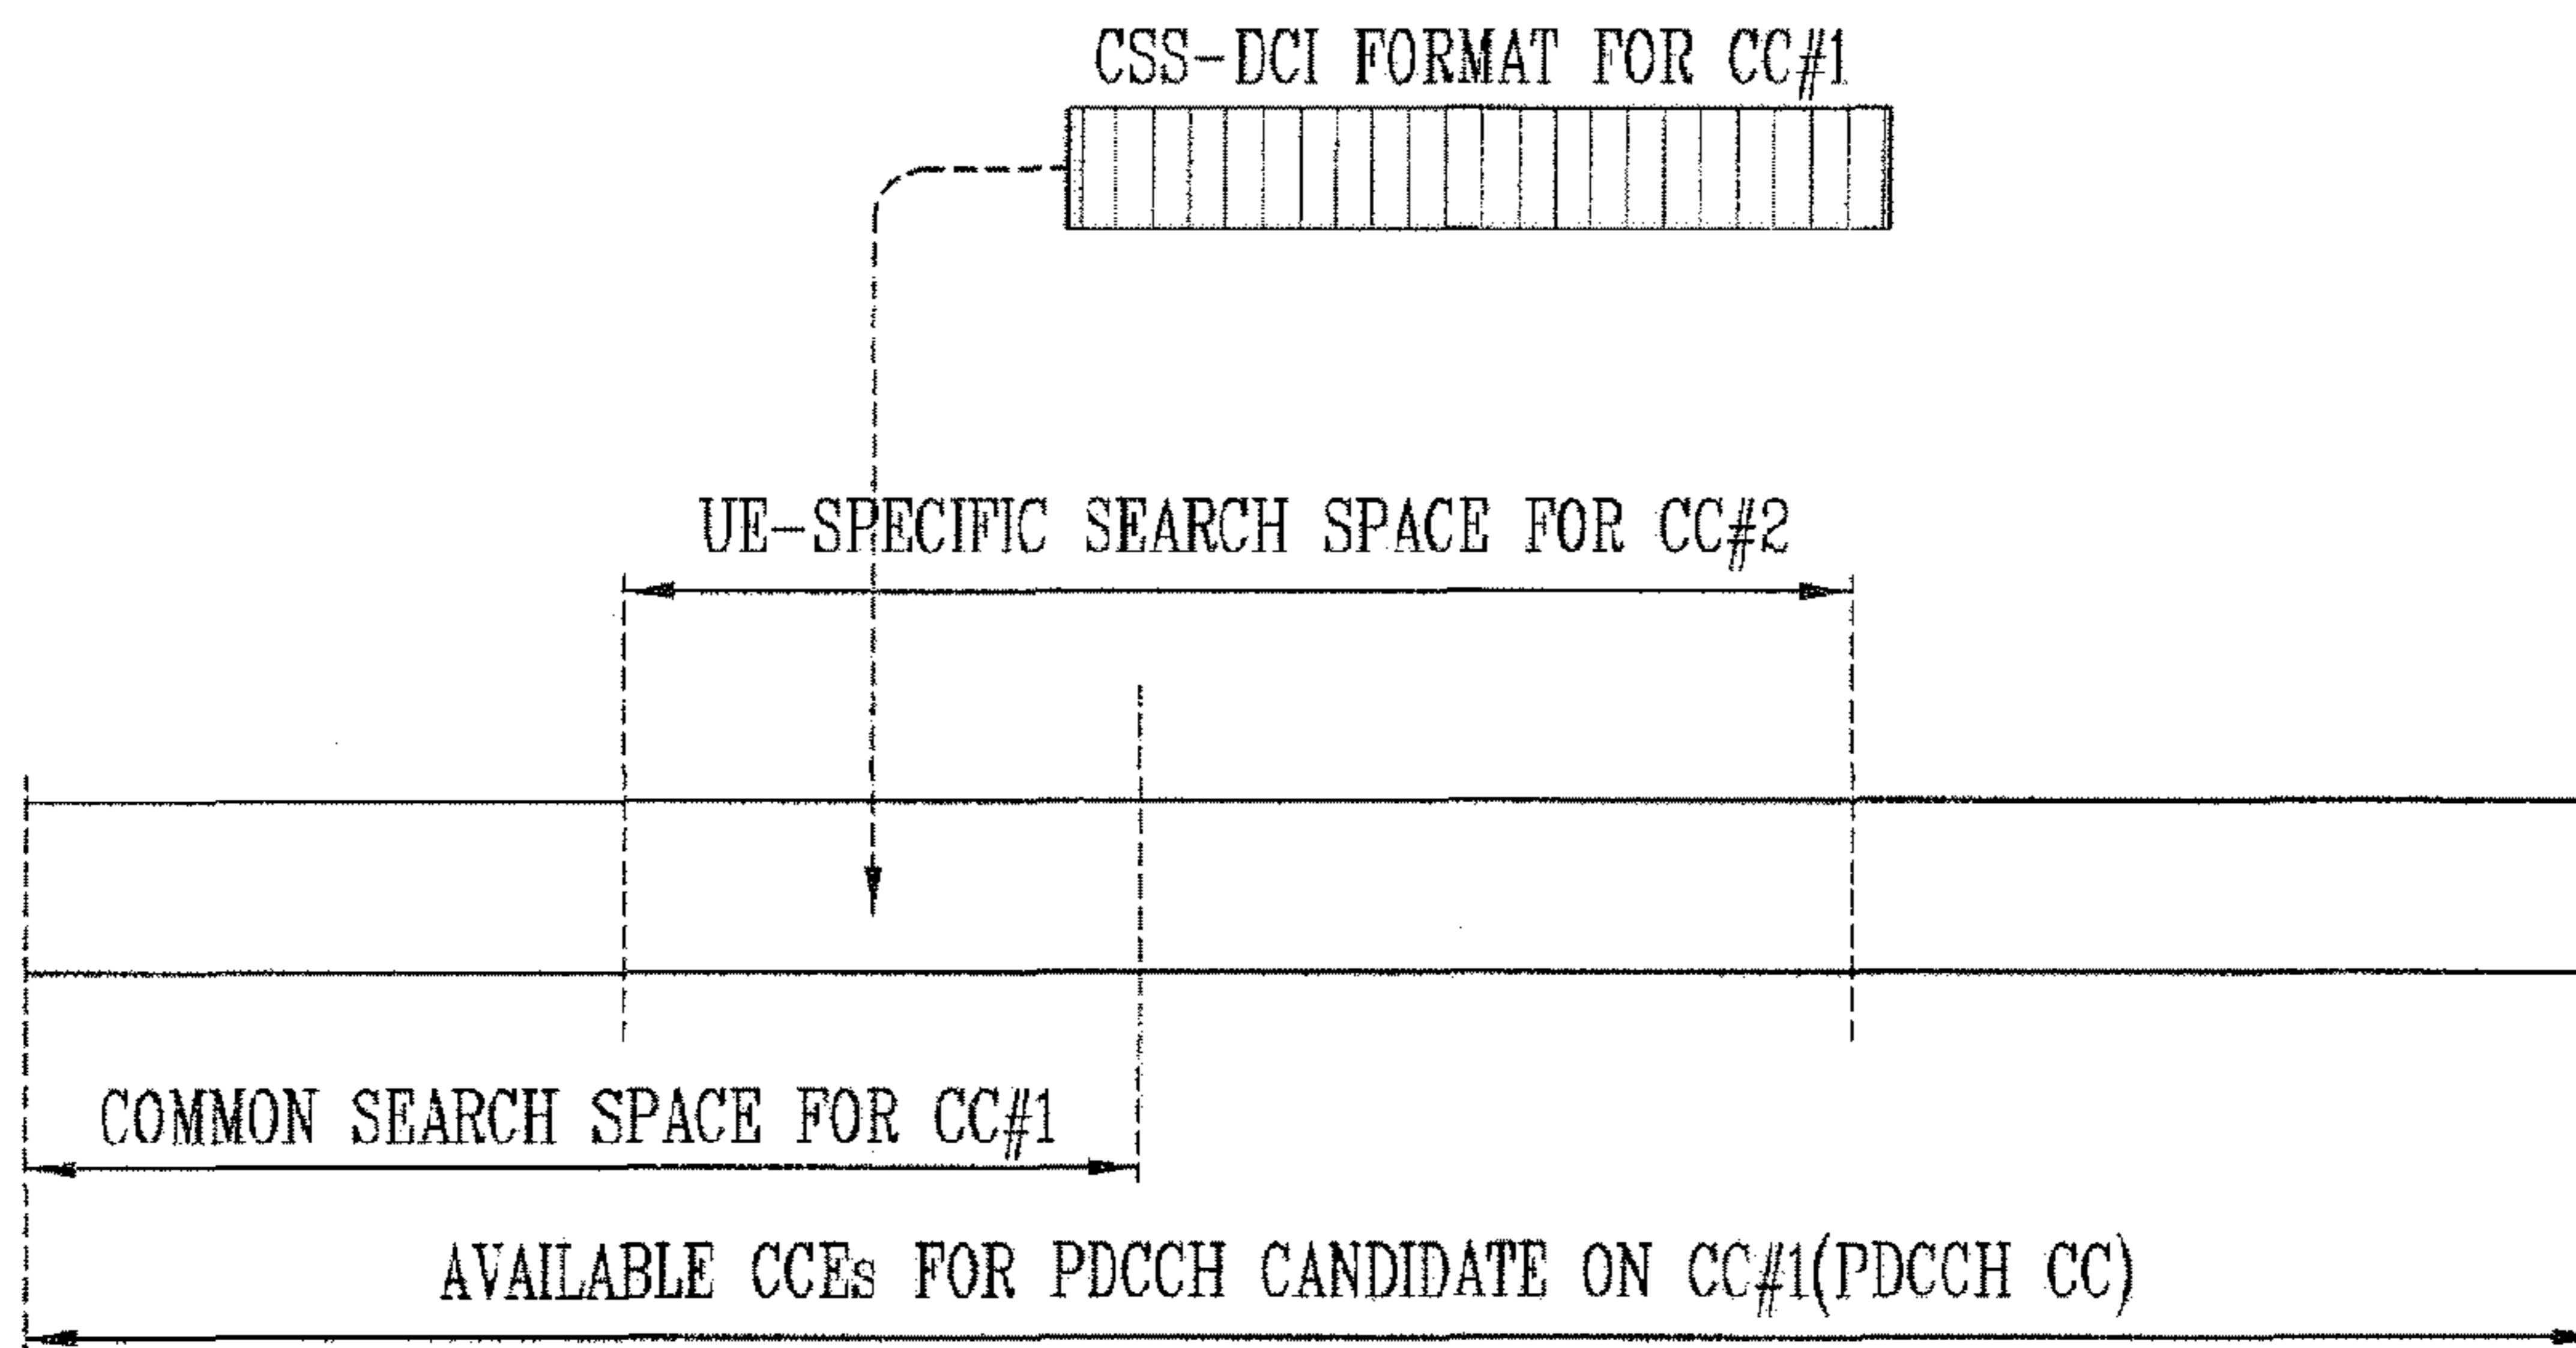 CSS-DCI FORMAT FOR CC#1
UE-SPECIFIC SEARCH SPACE FOR CC#2
COMMON SEARCH SPACE FOR CC#1
AVAILABLE CCEs FOR PDCCH CANDIDATE ON CC#1(PDCCH CC)